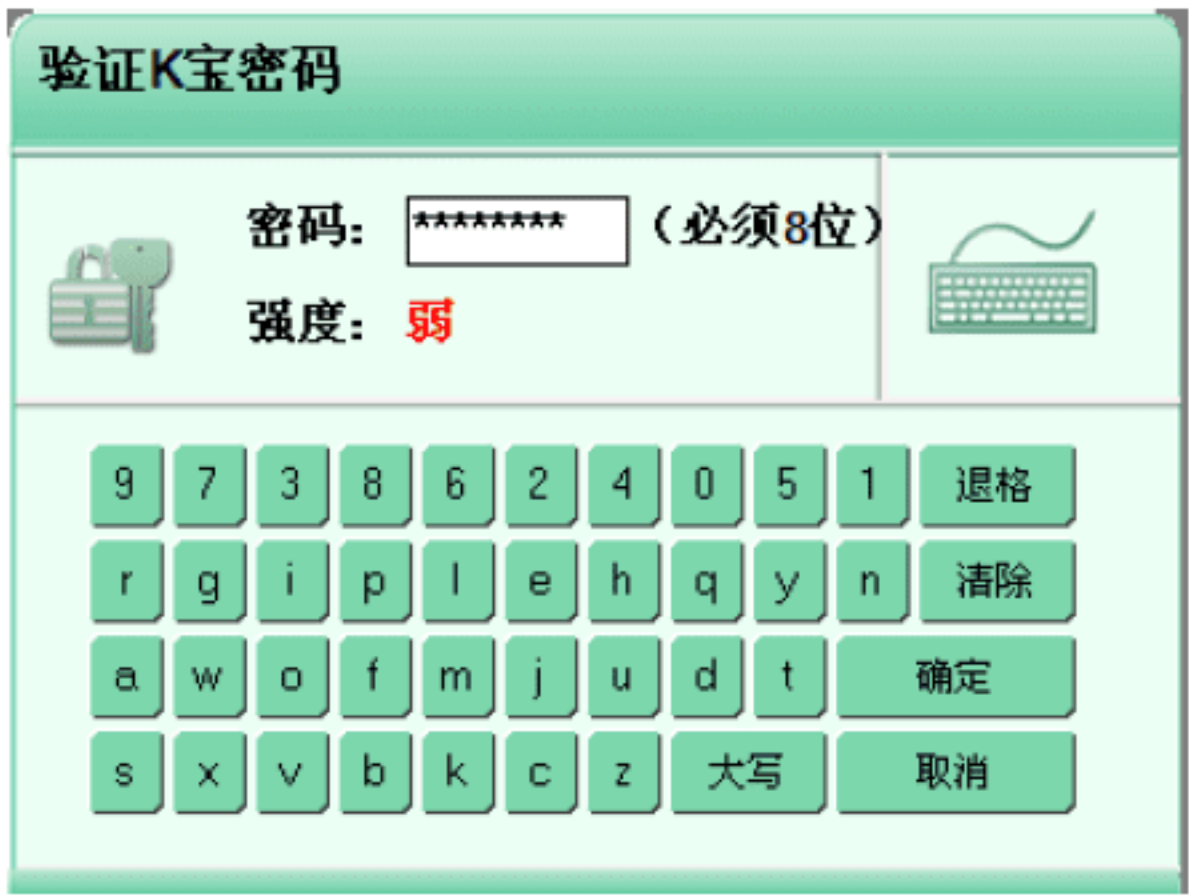 验证K宝密码
密码： ******** （必须8位）
强度： 弱
9 7 3 8 6 2 4 0 5 1 退格
r g i p l e h q y n 清除
a w o f m j u d t 确定
s x v b k c z 大写 取消